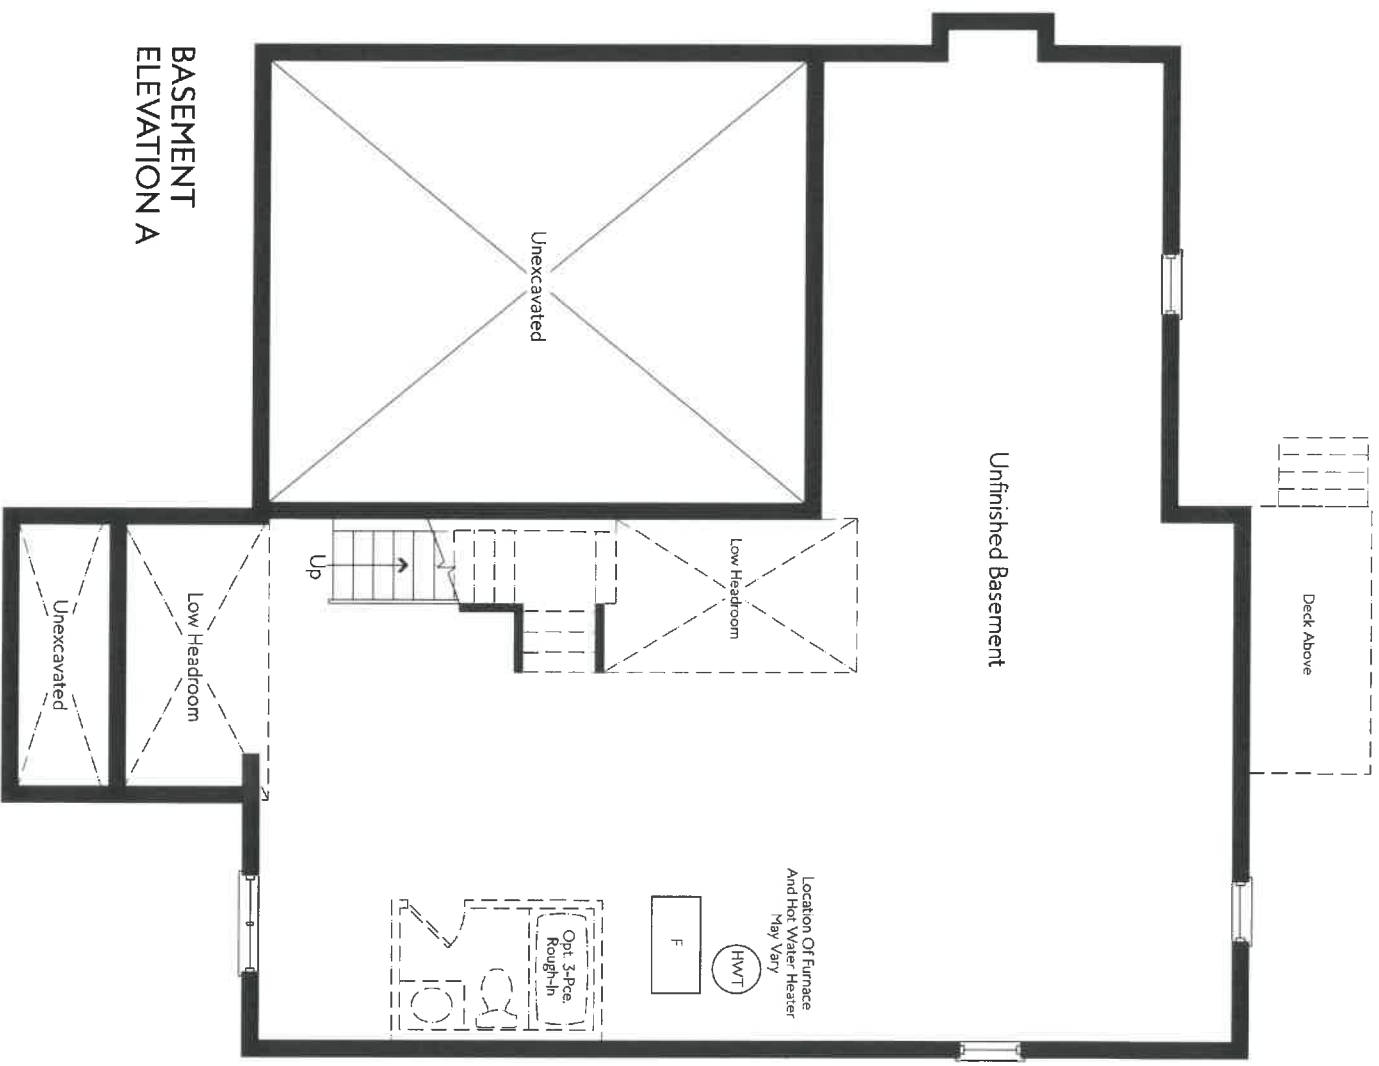 BASEMENT
ELEVATION A
Unexcavated
Unfinished Basement
Deck Above
Low Headroom
Up
Low Headroom
Unexcavated
Location Of Furnace
And Hot Water Heater
May Vary
HWT
F
Opt. 3-Pce.
Rough-In